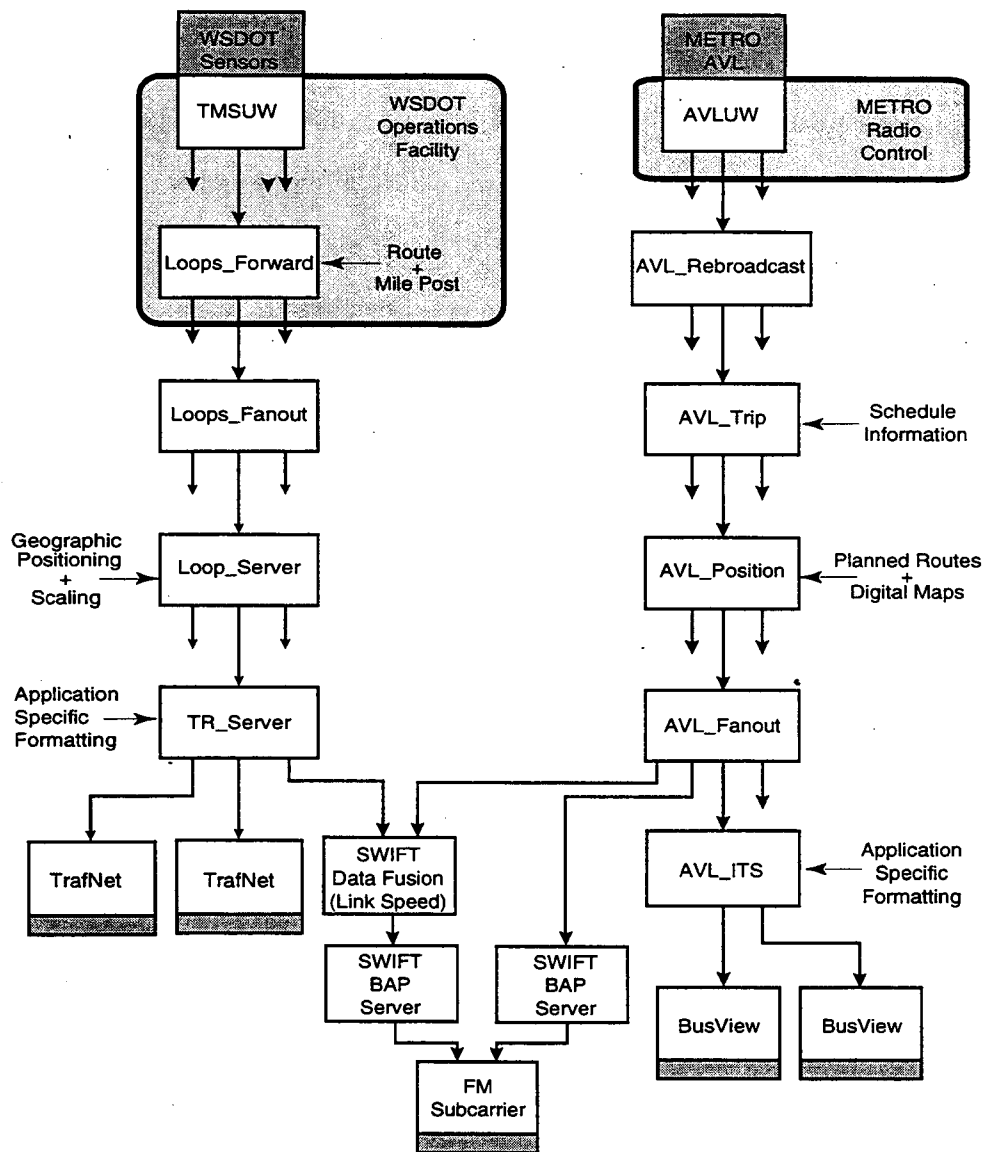 WSDOT
Sensors
TMSUW
WSDOT
Operations
Facility
Loops_Forward
Route
+
Mile Post
Loops_Fanout
Geographic
Positioning
+
Scaling
Loop_Server
Application
Specific
Formatting
TR_Server
TrafNet
TrafNet
SWIFT
Data Fusion
(Link Speed)
SWIFT
BAP
Server
SWIFT
BAP
Server
FM
Subcarrier
METRO
AVL
AVLUW
METRO
Radio
Control
AVL_Rebroadcast
AVL_Trip
Schedule
Information
AVL_Position
Planned Routes
+
Digital Maps
AVL_Fanout
AVL_ITS
Application
Specific
Formatting
BusView
BusView